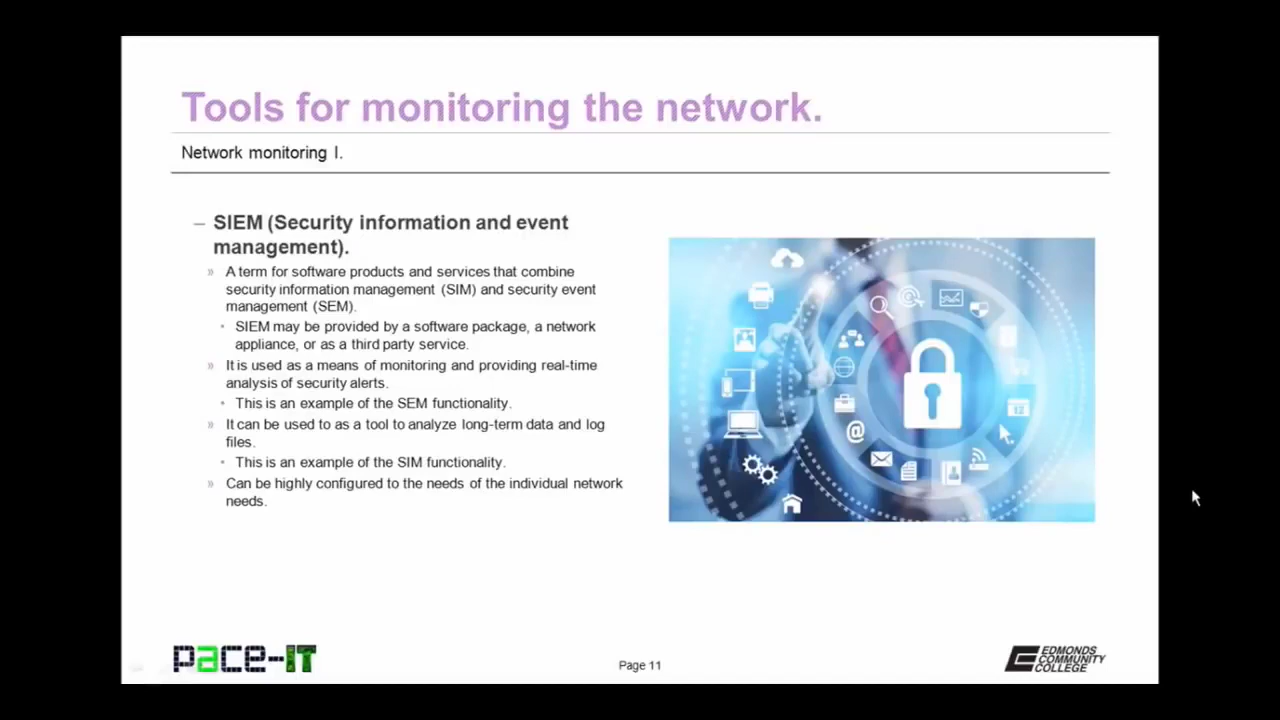 Tools for monitoring the network.
Network monitoring I.
– SIEM (Security information and event
management).
» A term for software products and services that combine
security information management (SIM) and security event
management (SEM).
• SIEM may be provided by a software package, a network
appliance, or as a third party service.
» It is used as a means of monitoring and providing real-time
analysis of security alerts.
• This is an example of the SEM functionality.
» It can be used to as a tool to analyze long-term data and log
files.
• This is an example of the SIM functionality.
» Can be highly configured to the needs of the individual network
needs.
@
12
pace-IT
Page 11
EDMONDS
COMMUNITY
COLLEGE